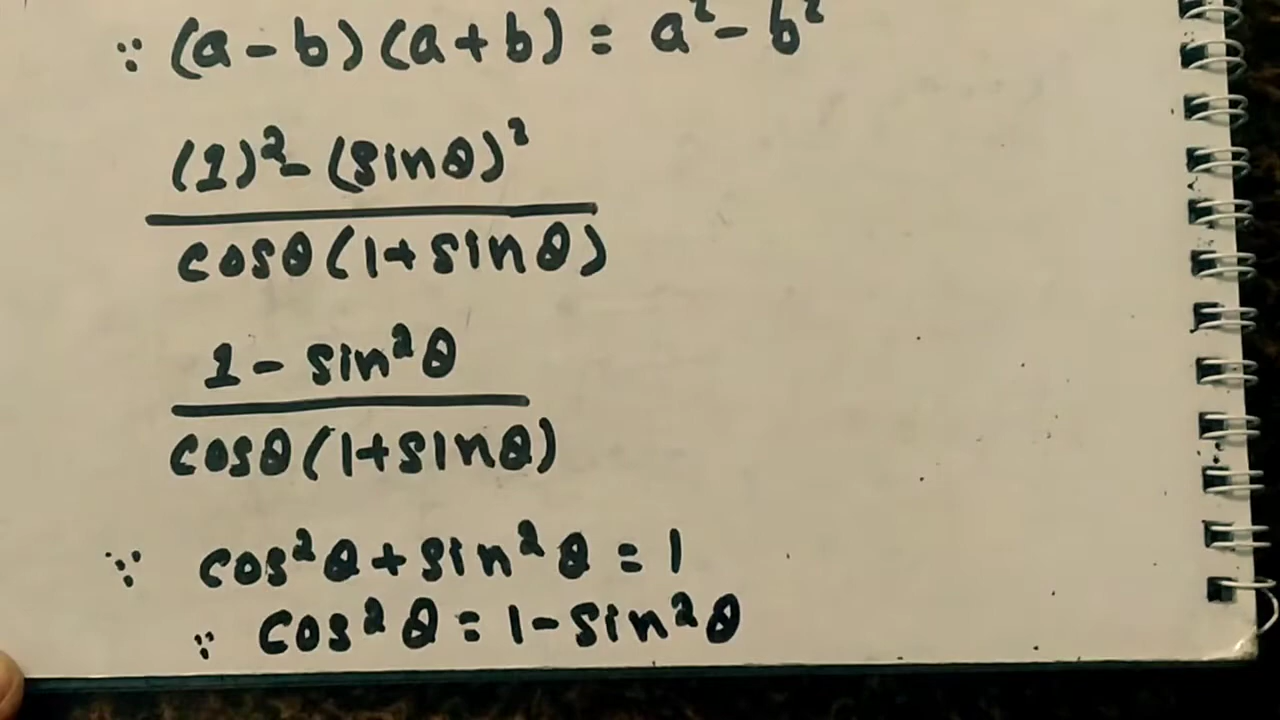 ∵ (a - b) (a + b) = a² - b²
(1)² - (sinθ)²
cosθ (1 + sinθ)
1 - sin²θ
cosθ (1 + sinθ)
∵ cos²θ + sin²θ = 1
∵ cos²θ = 1 - sin²θ